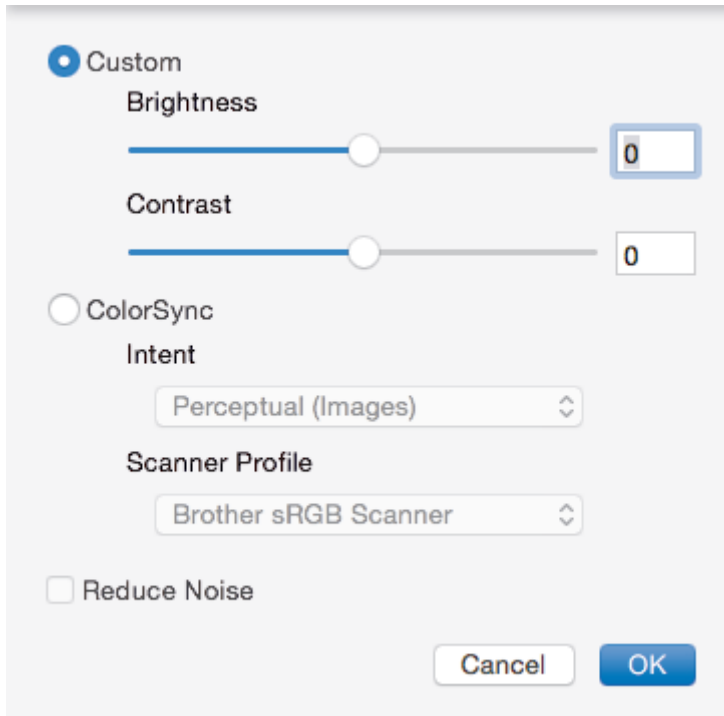 Custom
Brightness
0
Contrast
0
ColorSync
Intent
Perceptual (Images)
Scanner Profile
Brother sRGB Scanner
Reduce Noise
Cancel OK